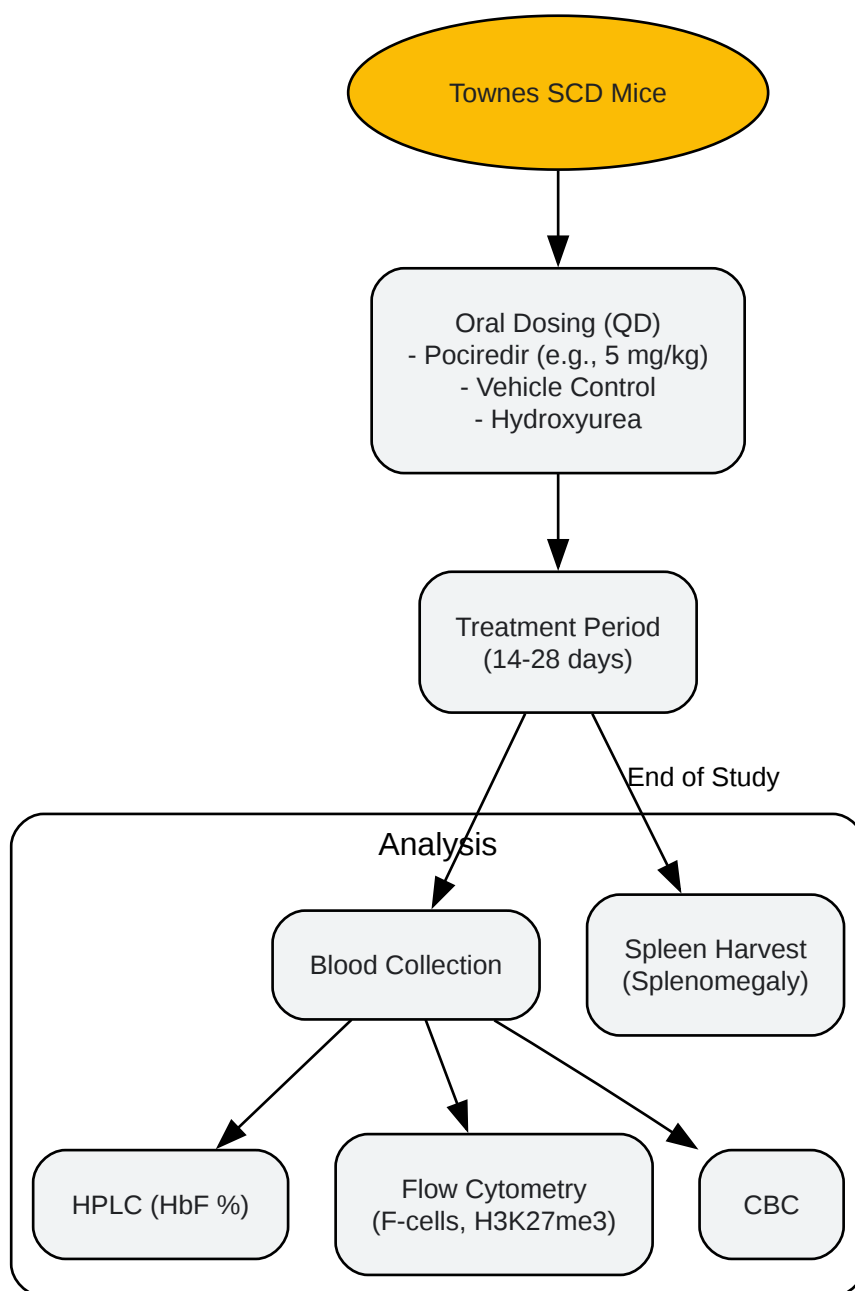 Townes SCD Mice
Oral Dosing (QD)
- Pociredir (e.g., 5 mg/kg)
- Vehicle Control
- Hydroxyurea
Treatment Period
(14-28 days)
End of Study
Analysis
Blood Collection
Spleen Harvest
(Splenomegaly)
HPLC (HbF %)
Flow Cytometry
(F-cells, H3K27me3)
CBC